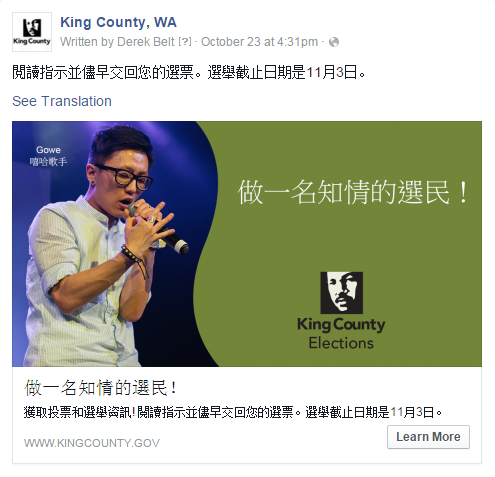 King County, WA
Written by Derek Belt [?] · October 23 at 4:31pm ·
King County
閱讀指示並儘早交回您的選票。選舉截止日期是11月3日。
See Translation
Gowe
嘻哈歌手
做一名知情的選民！
King County
Elections
做一名知情的選民！
獲取投票和選舉資訊!閱讀指示並儘早交回您的選票。選舉截止日期是11月3日。
WWW.KINGCOUNTY.GOV
Learn More